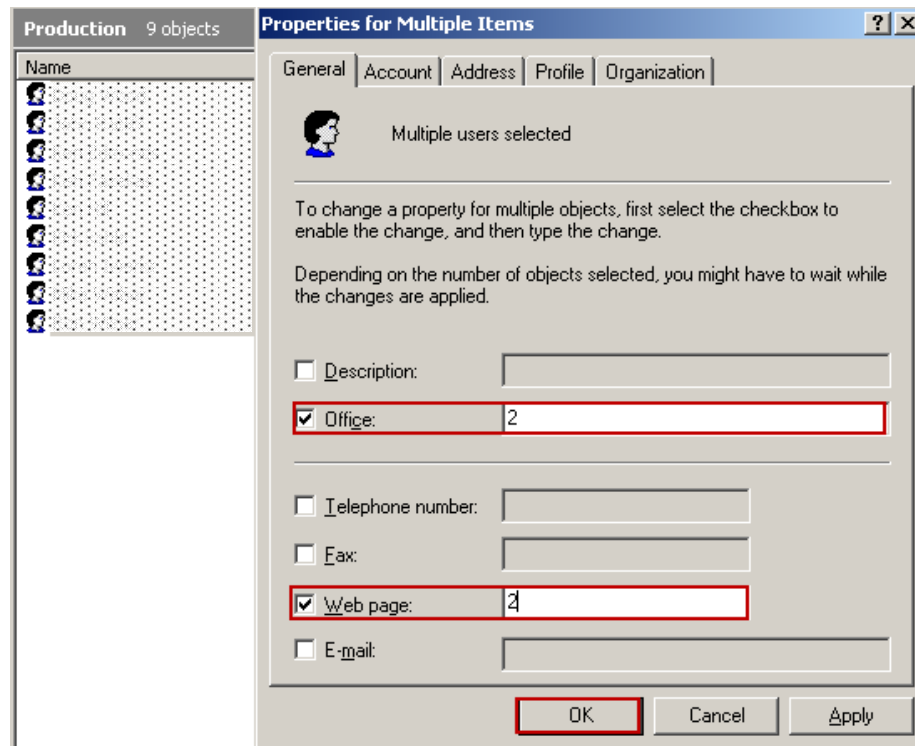 Production 9 objects
Name
Properties for Multiple Items
General Account Address Profile Organization
Multiple users selected
To change a property for multiple objects, first select the checkbox to
enable the change, and then type the change.
Depending on the number of objects selected, you might have to wait while
the changes are applied.
Description:
Office: 2
Telephone number:
Fax:
Web page: 2
E-mail:
OK Cancel Apply